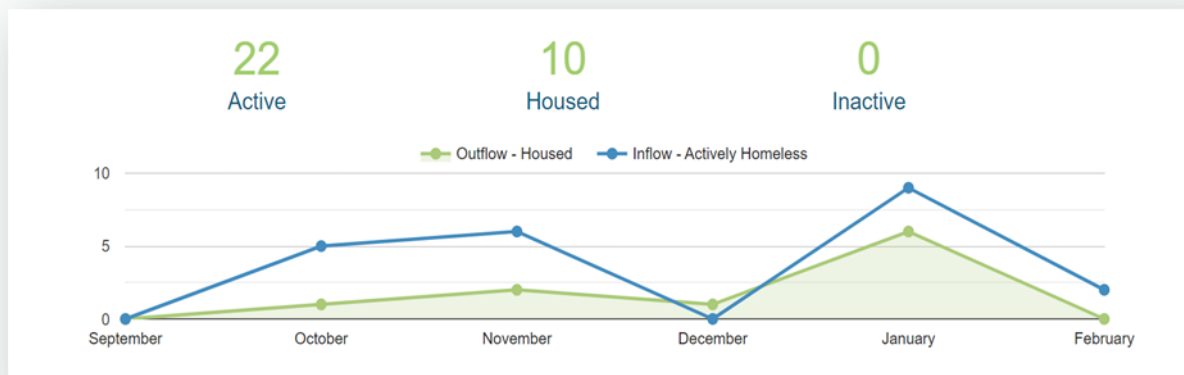 22 10 0
Active Housed Inactive
Outflow - Housed Inflow - Actively Homeless
10
5
0
September October November December January February